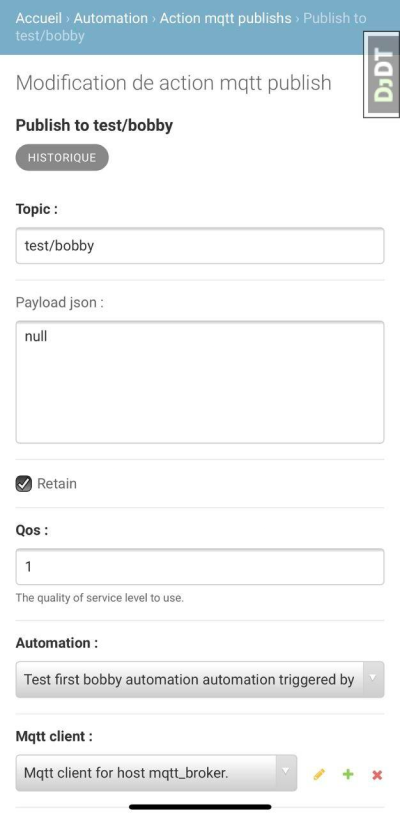 Accueil › Automation › Action mqtt publishs › Publish to
test/bobby
DJDT
Modification de action mqtt publish
Publish to test/bobby
HISTORIQUE
Topic :
test/bobby
Payload json :
null
Retain
Qos :
1
The quality of service level to use.
Automation :
Test first bobby automation automation triggered by
Mqtt client :
Mqtt client for host mqtt_broker.